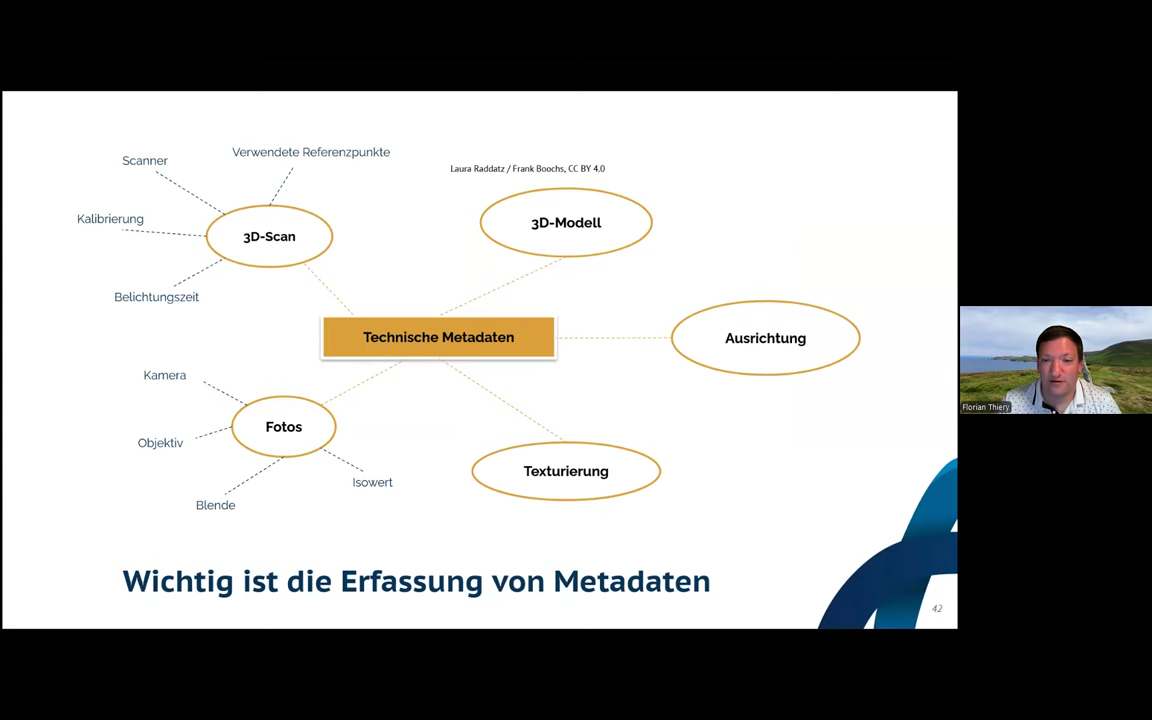 Verwendete Referenzpunkte
Scanner
Laura Raddatz / Frank Boochs, CC BY 4.0
Kalibrierung
3D-Scan
3D-Modell
Belichtungszeit
Technische Metadaten
Ausrichtung
Kamera
Fotos
Objektiv
Texturierung
Isowert
Blende
Wichtig ist die Erfassung von Metadaten
42
Florian Thiery